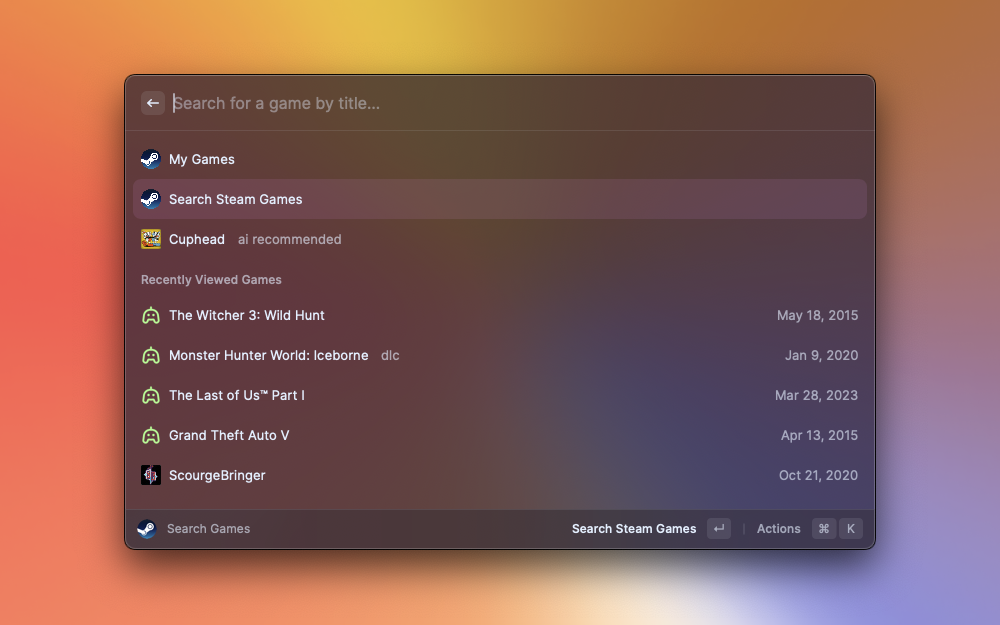 Search for a game by title...
My Games
Search Steam Games
Cuphead ai recommended
Recently Viewed Games
The Witcher 3: Wild Hunt May 18, 2015
Monster Hunter World: Iceborne dlc Jan 9, 2020
The Last of Us™ Part I Mar 28, 2023
Grand Theft Auto V Apr 13, 2015
ScourgeBringer Oct 21, 2020
Search Games Search Steam Games ↵ Actions ⌘ K